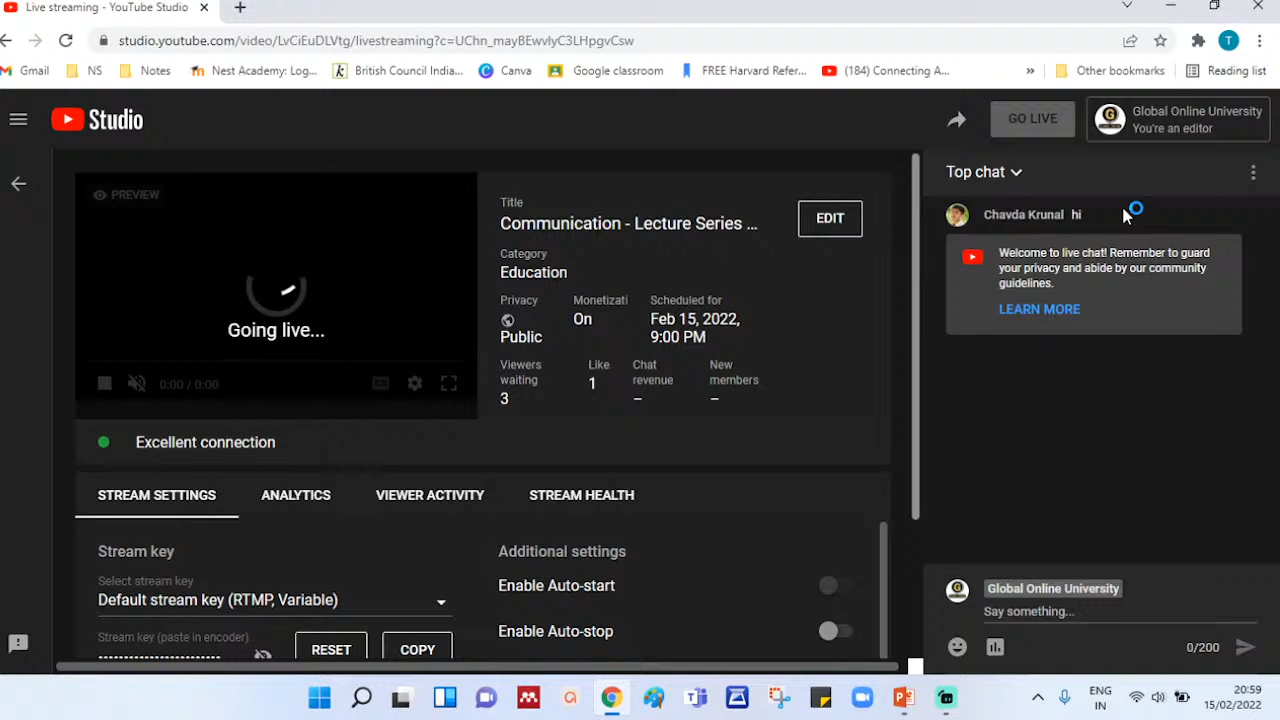 Live streaming - YouTube Studio
studio.youtube.com/video/LvCiEuDLVtg/livestreaming?c=UChn_mayBEwvIyC3LHpgvCsw
Gmail NS Notes Nest Academy: Log... British Council India... Canva Google classroom FREE Harvard Refer... (184) Connecting A... » Other bookmarks Reading list
T
Studio
GO LIVE
Global Online University
You're an editor
PREVIEW
Going live...
0:00 / 0:00
Excellent connection
Title
Communication - Lecture Series ...
EDIT
Category
Education
Privacy Monetizati Scheduled for
Public On Feb 15, 2022,
9:00 PM
Viewers waiting Like Chat revenue New members
3 1 – –
STREAM SETTINGS ANALYTICS VIEWER ACTIVITY STREAM HEALTH
Stream key
Select stream key
Default stream key (RTMP, Variable)
Stream key (paste in encoder)
RESET COPY
Additional settings
Enable Auto-start
Enable Auto-stop
Top chat
Chavda Krunal hi
Welcome to live chat! Remember to guard
your privacy and abide by our community
guidelines.
LEARN MORE
Global Online University
Say something...
0/200
ENG
IN
20:59
15/02/2022